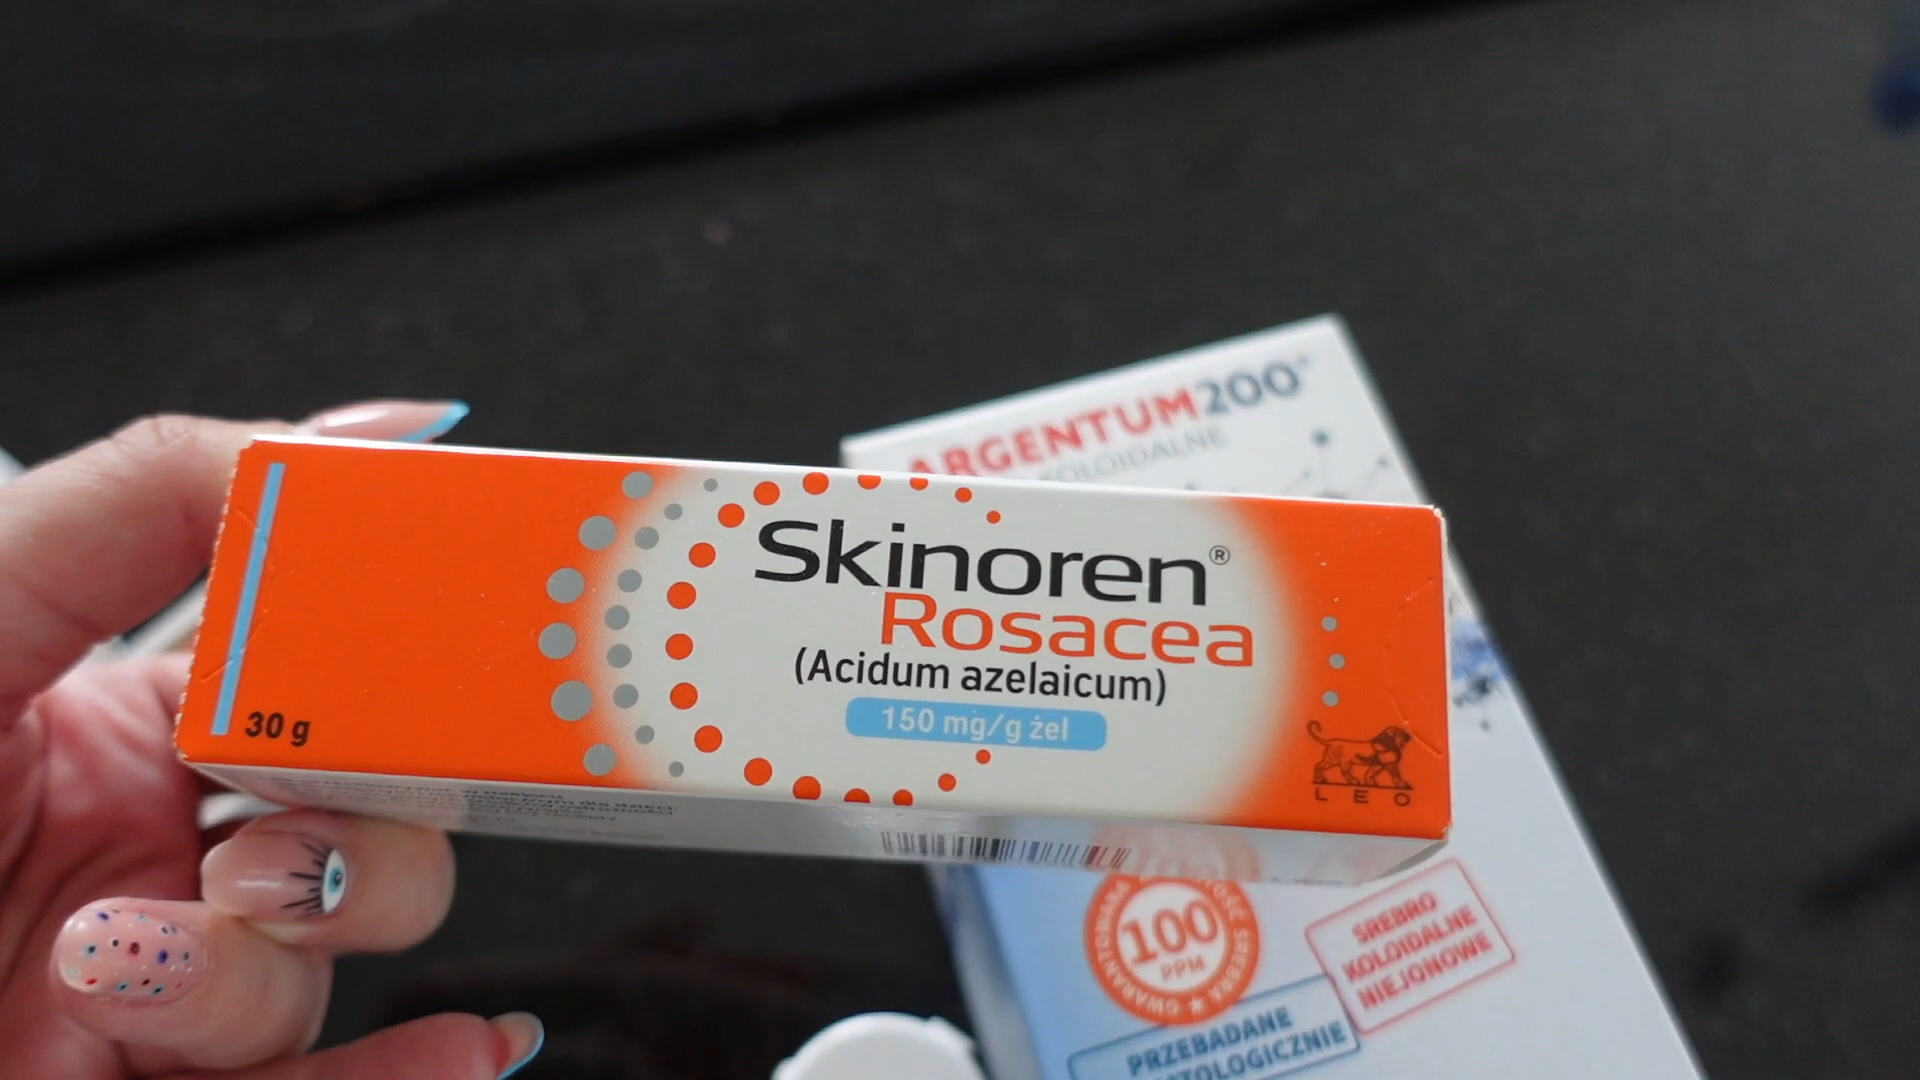 ARGENTUM200
KOLOIDALNE
Skinoren®
Rosacea
(Acidum azelaicum)
150 mg/g żel
30 g
LEO
100
PPM
SREBRO
KOLOIDALNE
NIEJONOWE
PRZEBADANE